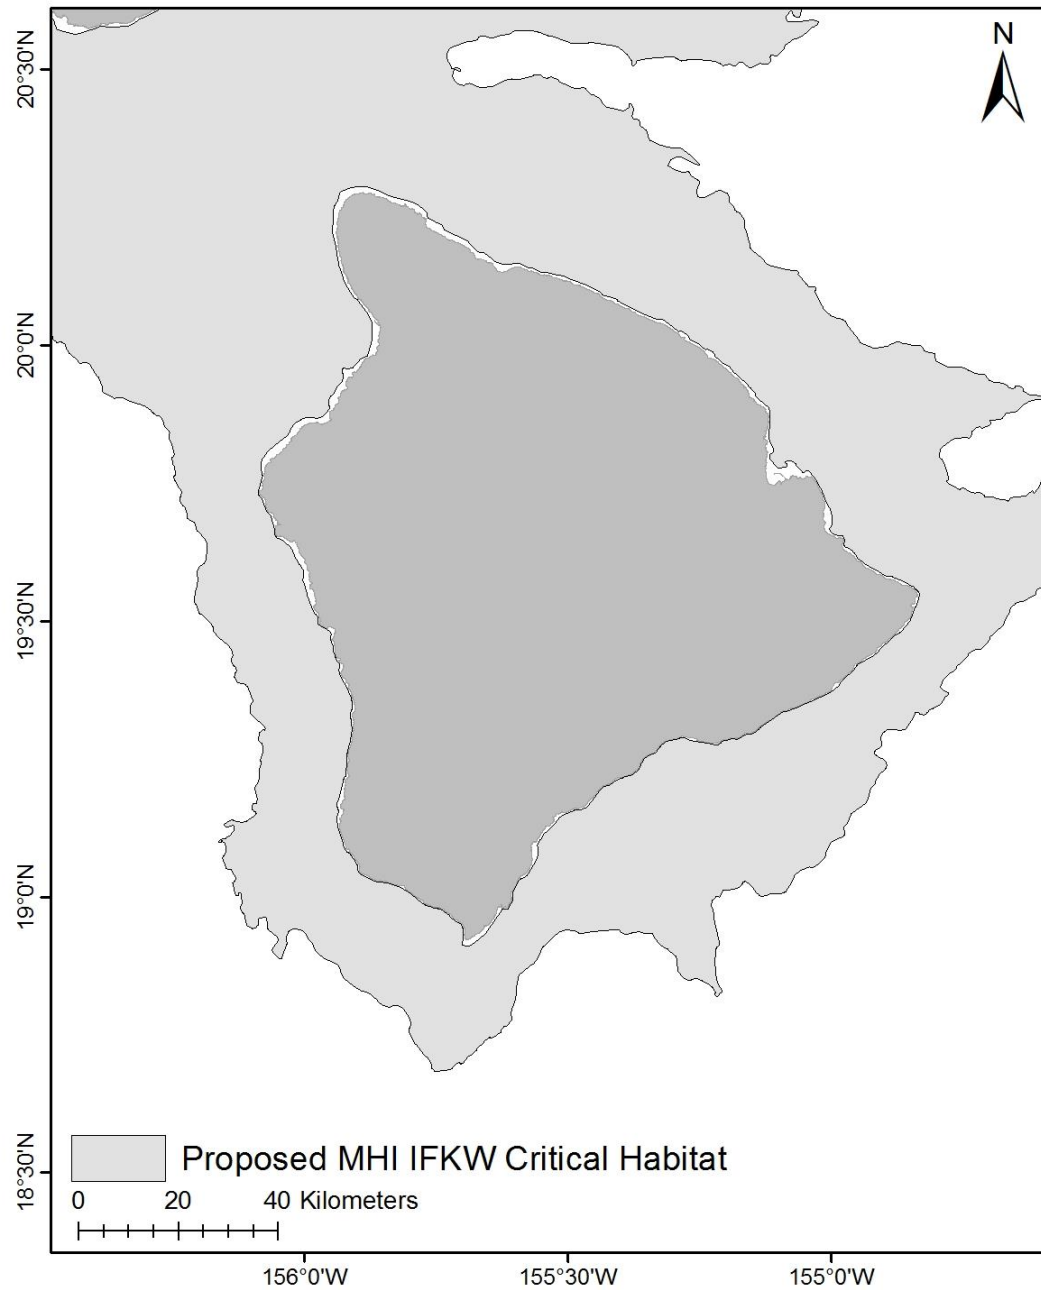 N
20°30'N
20°0'N
19°30'N
19°0'N
18°30'N
Proposed MHI IFKW Critical Habitat
0 20 40 Kilometers
156°0'W 155°30'W 155°0'W